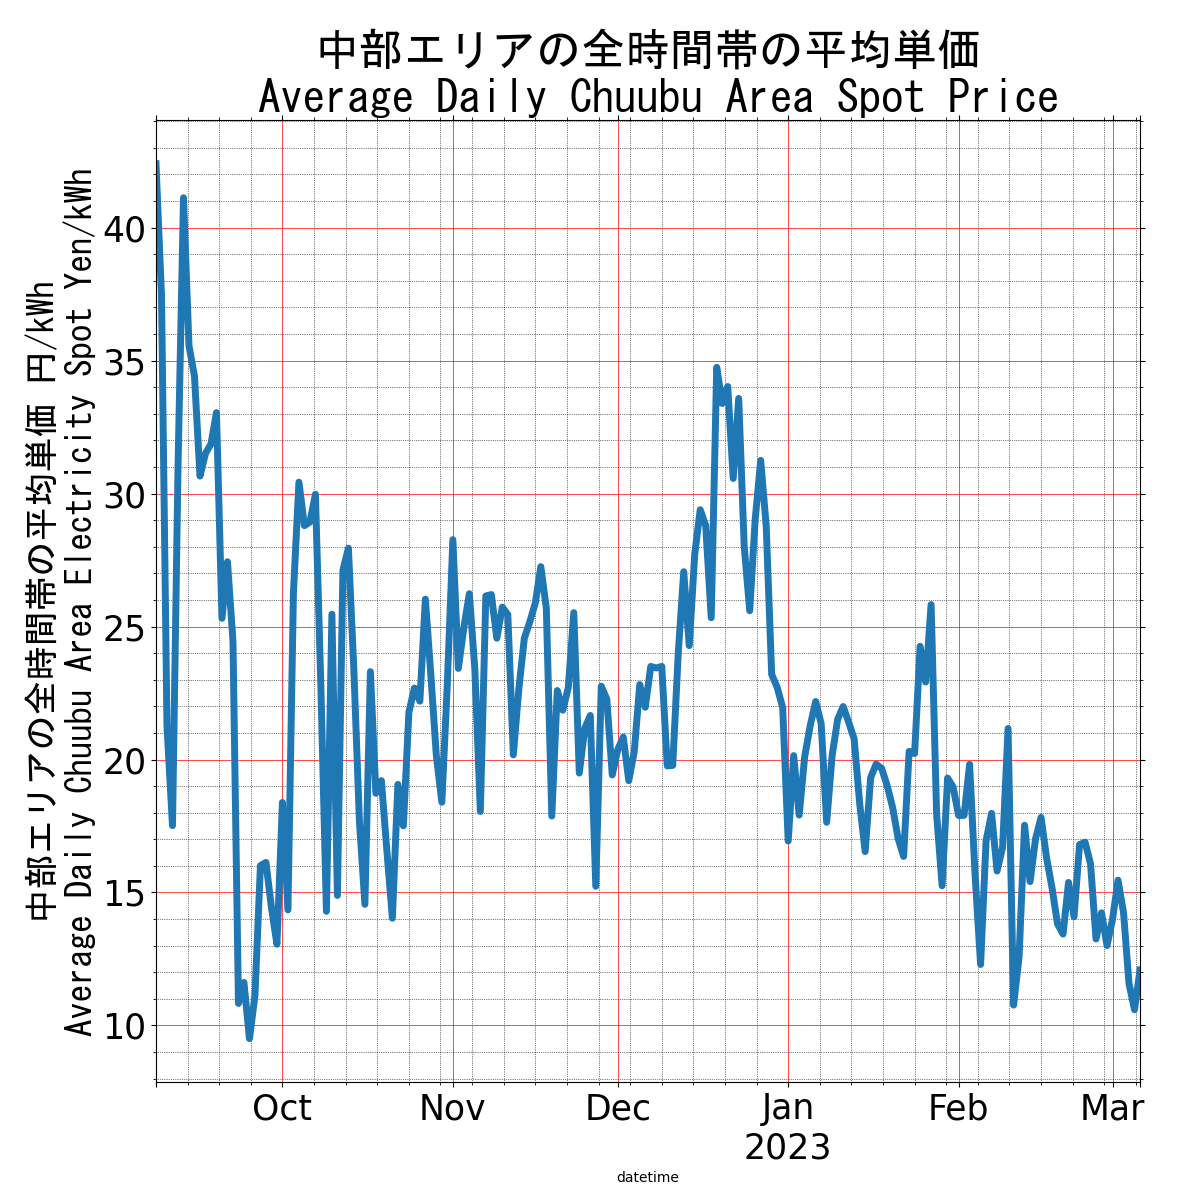 中部エリアの全時間帯の平均単価
Average Daily Chuubu Area Spot Price
中部エリアの全時間帯の平均単価 円/kWh
Average Daily Chuubu Area Electricity Spot Yen/kWh
40
35
30
25
20
15
10
Oct
Nov
Dec
Jan
2023
Feb
Mar
datetime